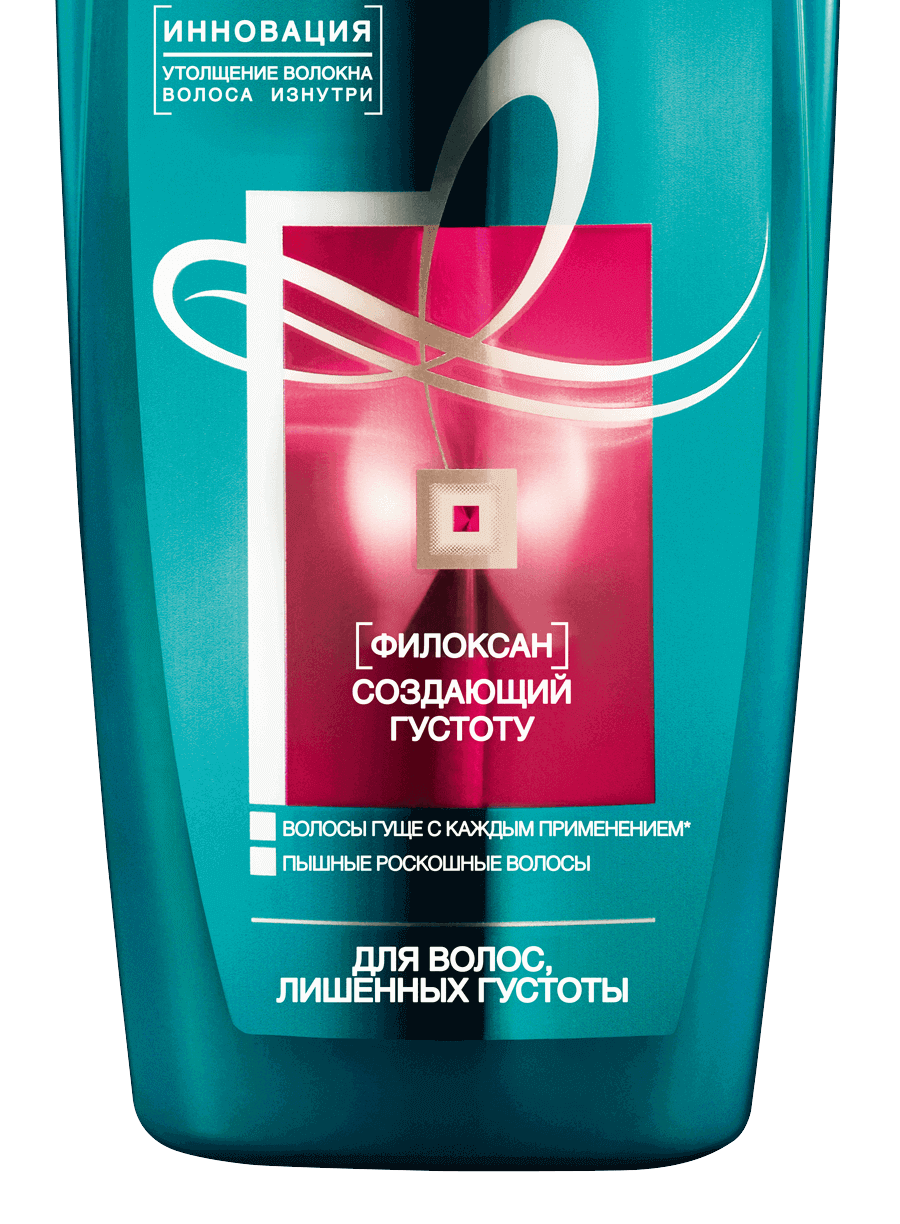 [ИННОВАЦИЯ
УТОЛЩЕНИЕ ВОЛОКНА
ВОЛОСА ИЗНУТРИ]
[ФИЛОКСАН]
СОЗДАЮЩИЙ
ГУСТОТУ
ВОЛОСЫ ГУЩЕ С КАЖДЫМ ПРИМЕНЕНИЕМ*
ПЫШНЫЕ РОСКОШНЫЕ ВОЛОСЫ
ДЛЯ ВОЛОС,
ЛИШЕННЫХ ГУСТОТЫ